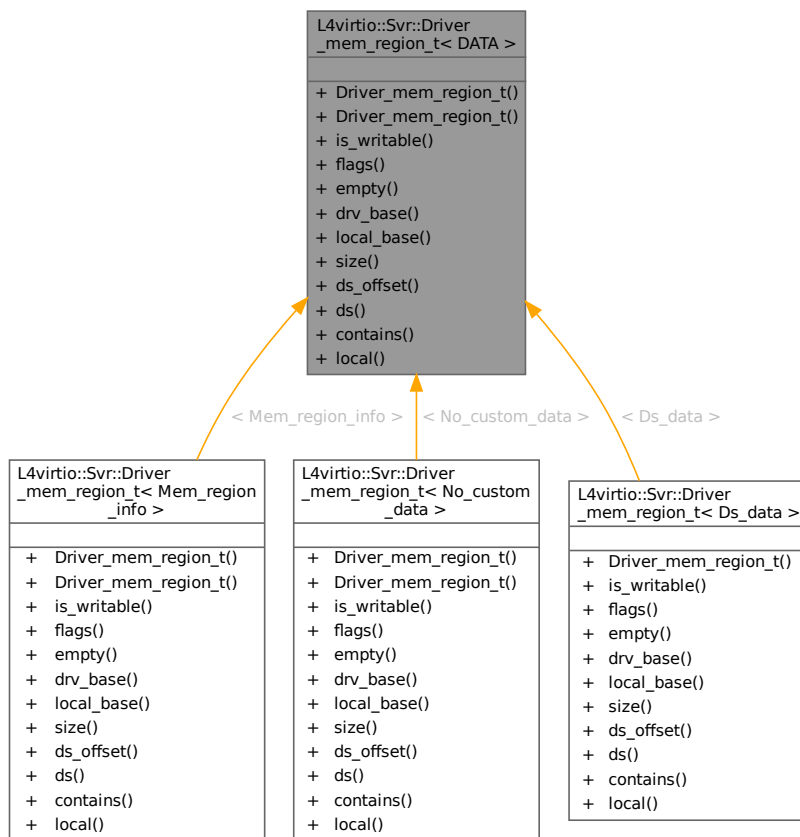 L4virtio::Svr::Driver
_mem_region_t< DATA >
+ Driver_mem_region_t()
+ Driver_mem_region_t()
+ is_writable()
+ flags()
+ empty()
+ drv_base()
+ local_base()
+ size()
+ ds_offset()
+ ds()
+ contains()
+ local()
< Mem_region_info >
< No_custom_data >
< Ds_data >
L4virtio::Svr::Driver
_mem_region_t< Mem_region
_info >
+ Driver_mem_region_t()
+ Driver_mem_region_t()
+ is_writable()
+ flags()
+ empty()
+ drv_base()
+ local_base()
+ size()
+ ds_offset()
+ ds()
+ contains()
+ local()
L4virtio::Svr::Driver
_mem_region_t< No_custom
_data >
+ Driver_mem_region_t()
+ Driver_mem_region_t()
+ is_writable()
+ flags()
+ empty()
+ drv_base()
+ local_base()
+ size()
+ ds_offset()
+ ds()
+ contains()
+ local()
L4virtio::Svr::Driver
_mem_region_t< Ds_data >
+ Driver_mem_region_t()
+ is_writable()
+ flags()
+ empty()
+ drv_base()
+ local_base()
+ size()
+ ds_offset()
+ ds()
+ contains()
+ local()